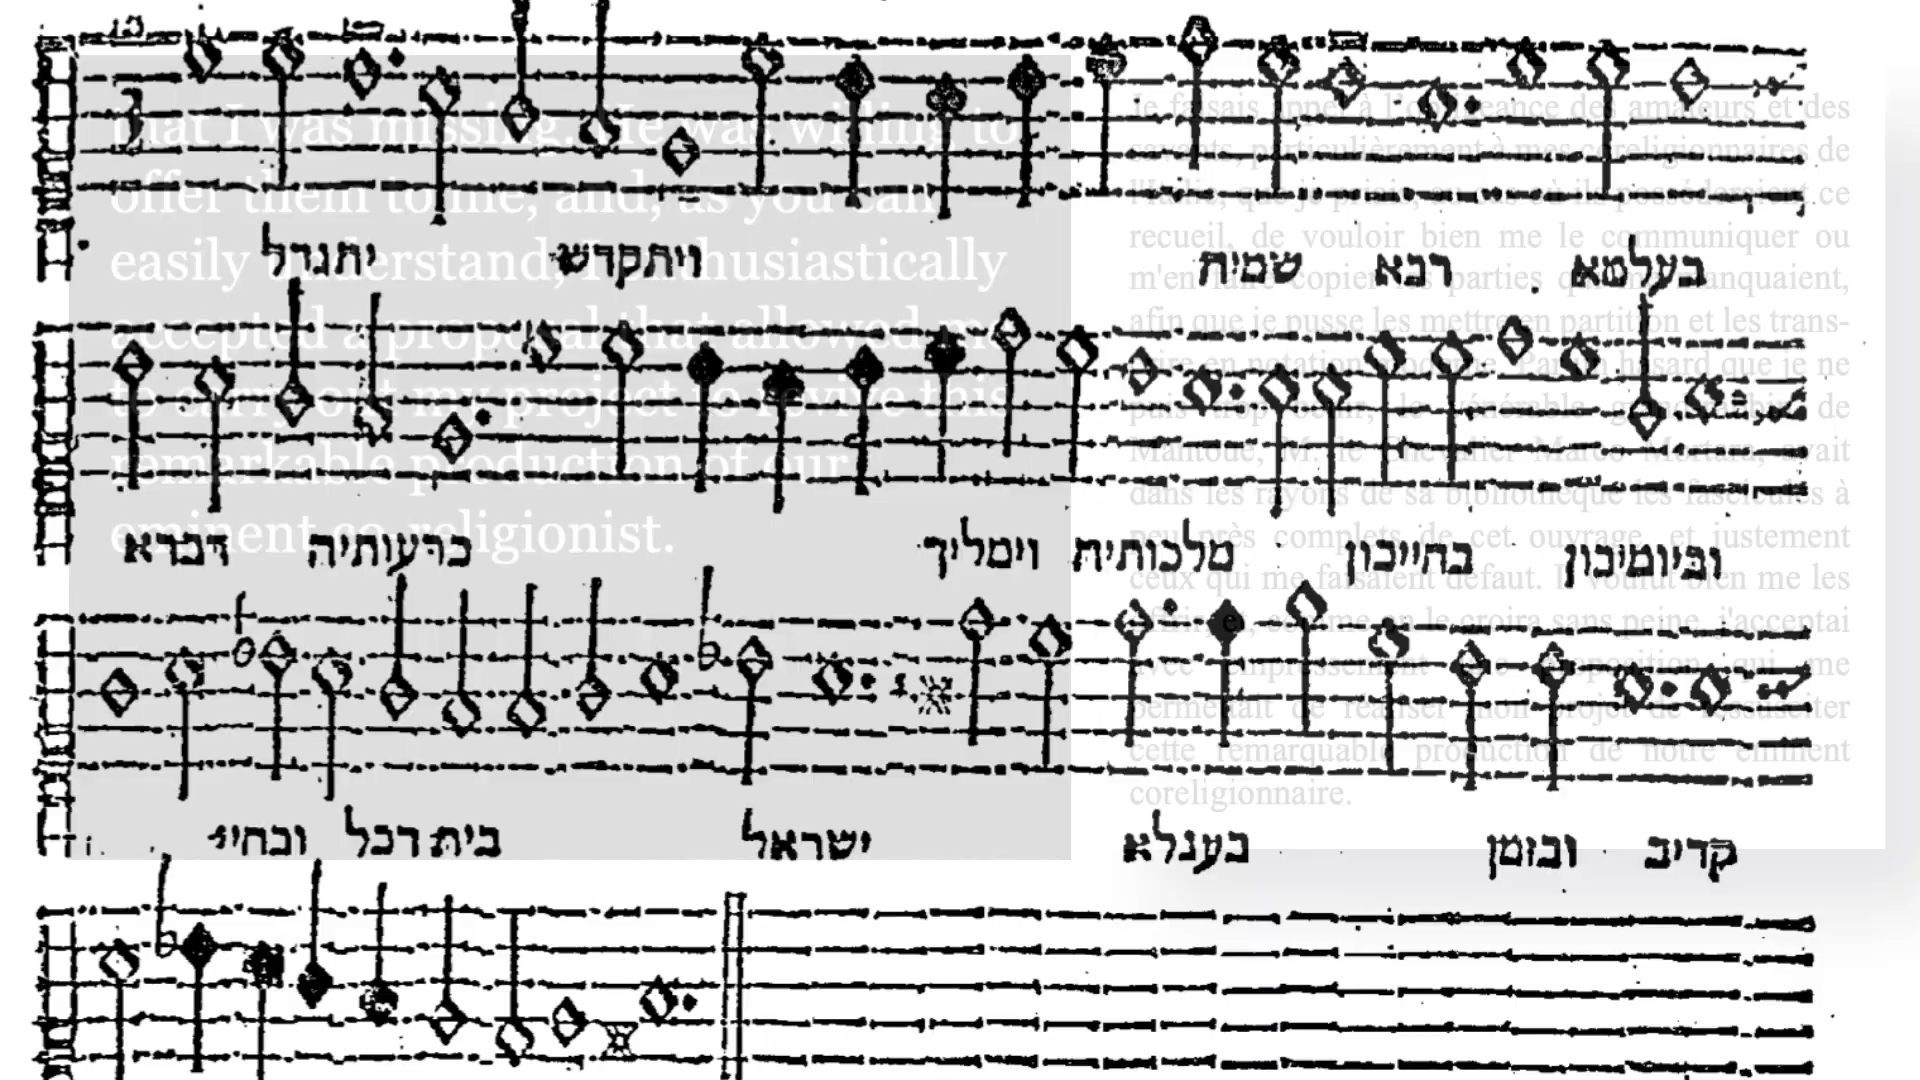 יתגדל ויתקדש שמיה רבא בעלמא
דברא כרעותיה וימליך מלכותיה בחייכון וביומיכון
ובחיי דכל בית ישראל בעגלא ובזמן קריב
that I was missing. He was willing to
offer them to me, and, as you can
easily understand, I enthusiastically
accepted a proposal that allowed me
to carry out my project to revive this
remarkable production of our
eminent co-religionist.
Je faisais appel à l'obligeance des amateurs et des
savants, particulièrement à mes coreligionnaires de
l'Italie, que je priais, au cas où ils posséderaient ce
recueil, de vouloir bien me le communiquer ou
m'en faire copier les parties qui me manquaient,
afin que je pusse les mettre en partition et les trans-
crire en notation moderne. Par un hasard que je ne
puis trop bénir, le vénérable grand rabbin de
Mantoue, M. le Chevalier Marco Mortara, avait
dans les rayons de sa bibliothèque les fascicules à
peu près complets de cet ouvrage, et justement
ceux qui me faisaient défaut. Il voulut bien me les
offrir et, comme on le croira sans peine, j'acceptai
avec empressement une proposition qui me
permettait de réaliser mon projet de ressusciter
cette remarquable production de notre éminent
coreligionnaire.